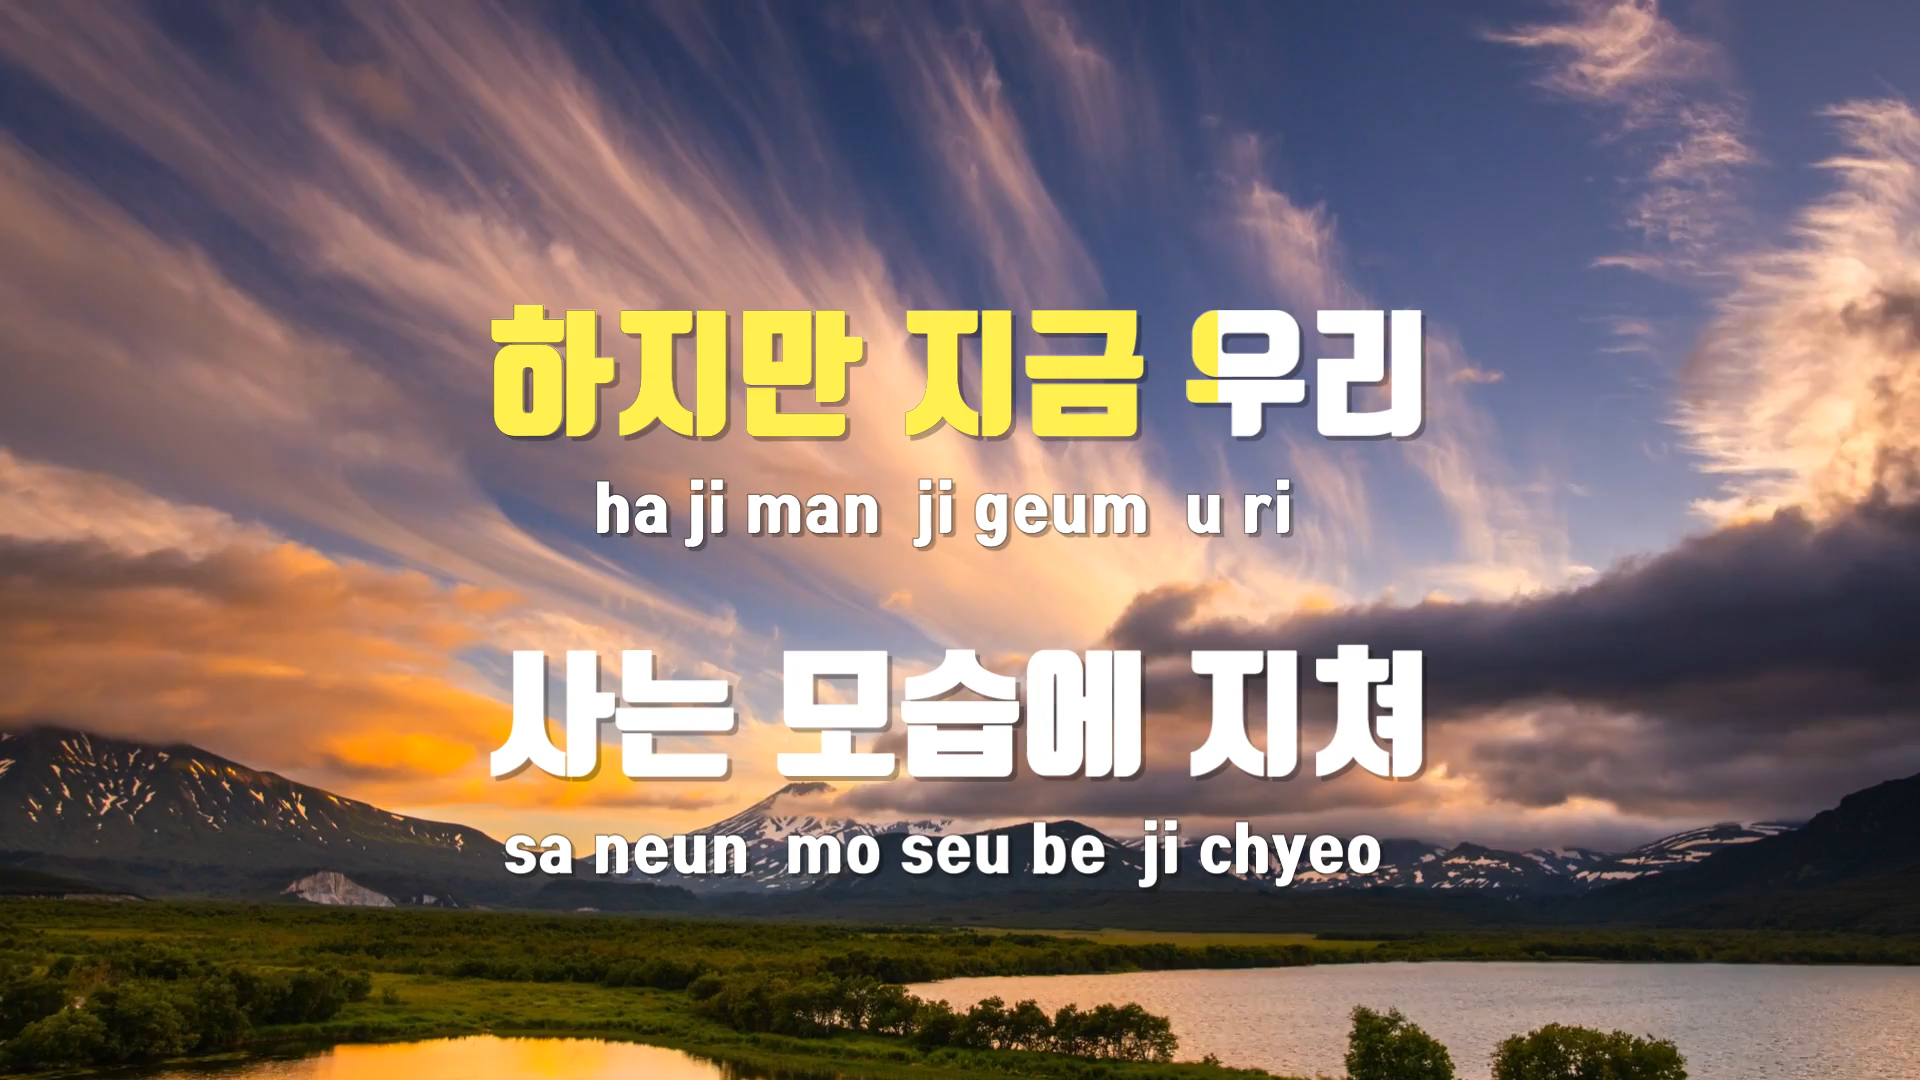 하지만 지금 우리
ha ji man ji geum u ri
사는 모습에 지쳐
sa neun mo seu be ji chyeo